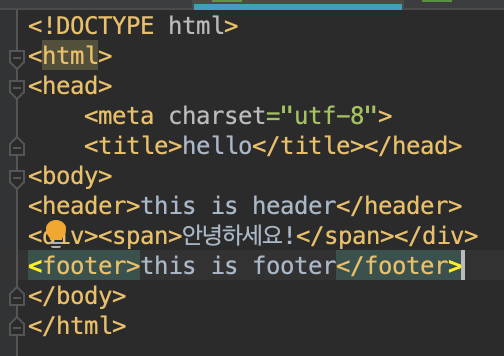 <!DOCTYPE html>
<html>
<head>
    <meta charset="utf-8">
    <title>hello</title></head>
<body>
<header>this is header</header>
<div><span>안녕하세요!</span></div>
<footer>this is footer</footer>
</body>
</html>